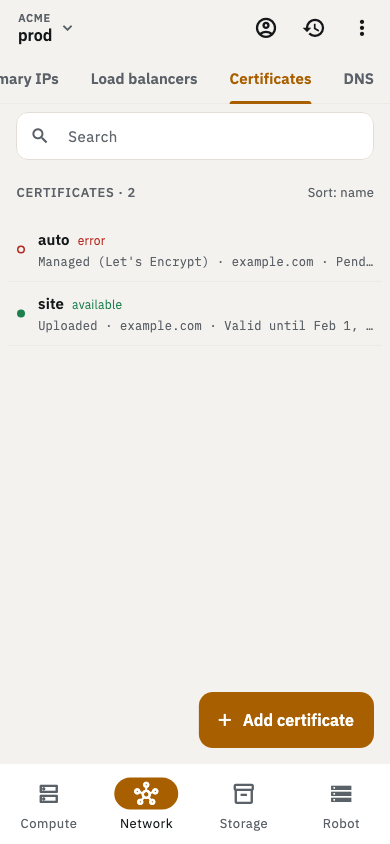 ACME
prod
mary IPs Load balancers Certificates DNS
Search
CERTIFICATES · 2 Sort: name
auto error
Managed (Let's Encrypt) · example.com · Pend…
site available
Uploaded · example.com · Valid until Feb 1, …
+ Add certificate
Compute Network Storage Robot